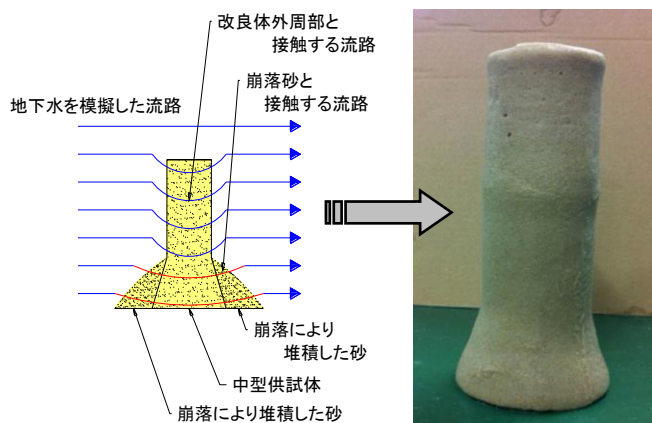 改良体外周部と
接触する流路
崩落砂と
接触する流路
地下水を模擬した流路
崩落により
堆積した砂
中型供試体
崩落により堆積した砂